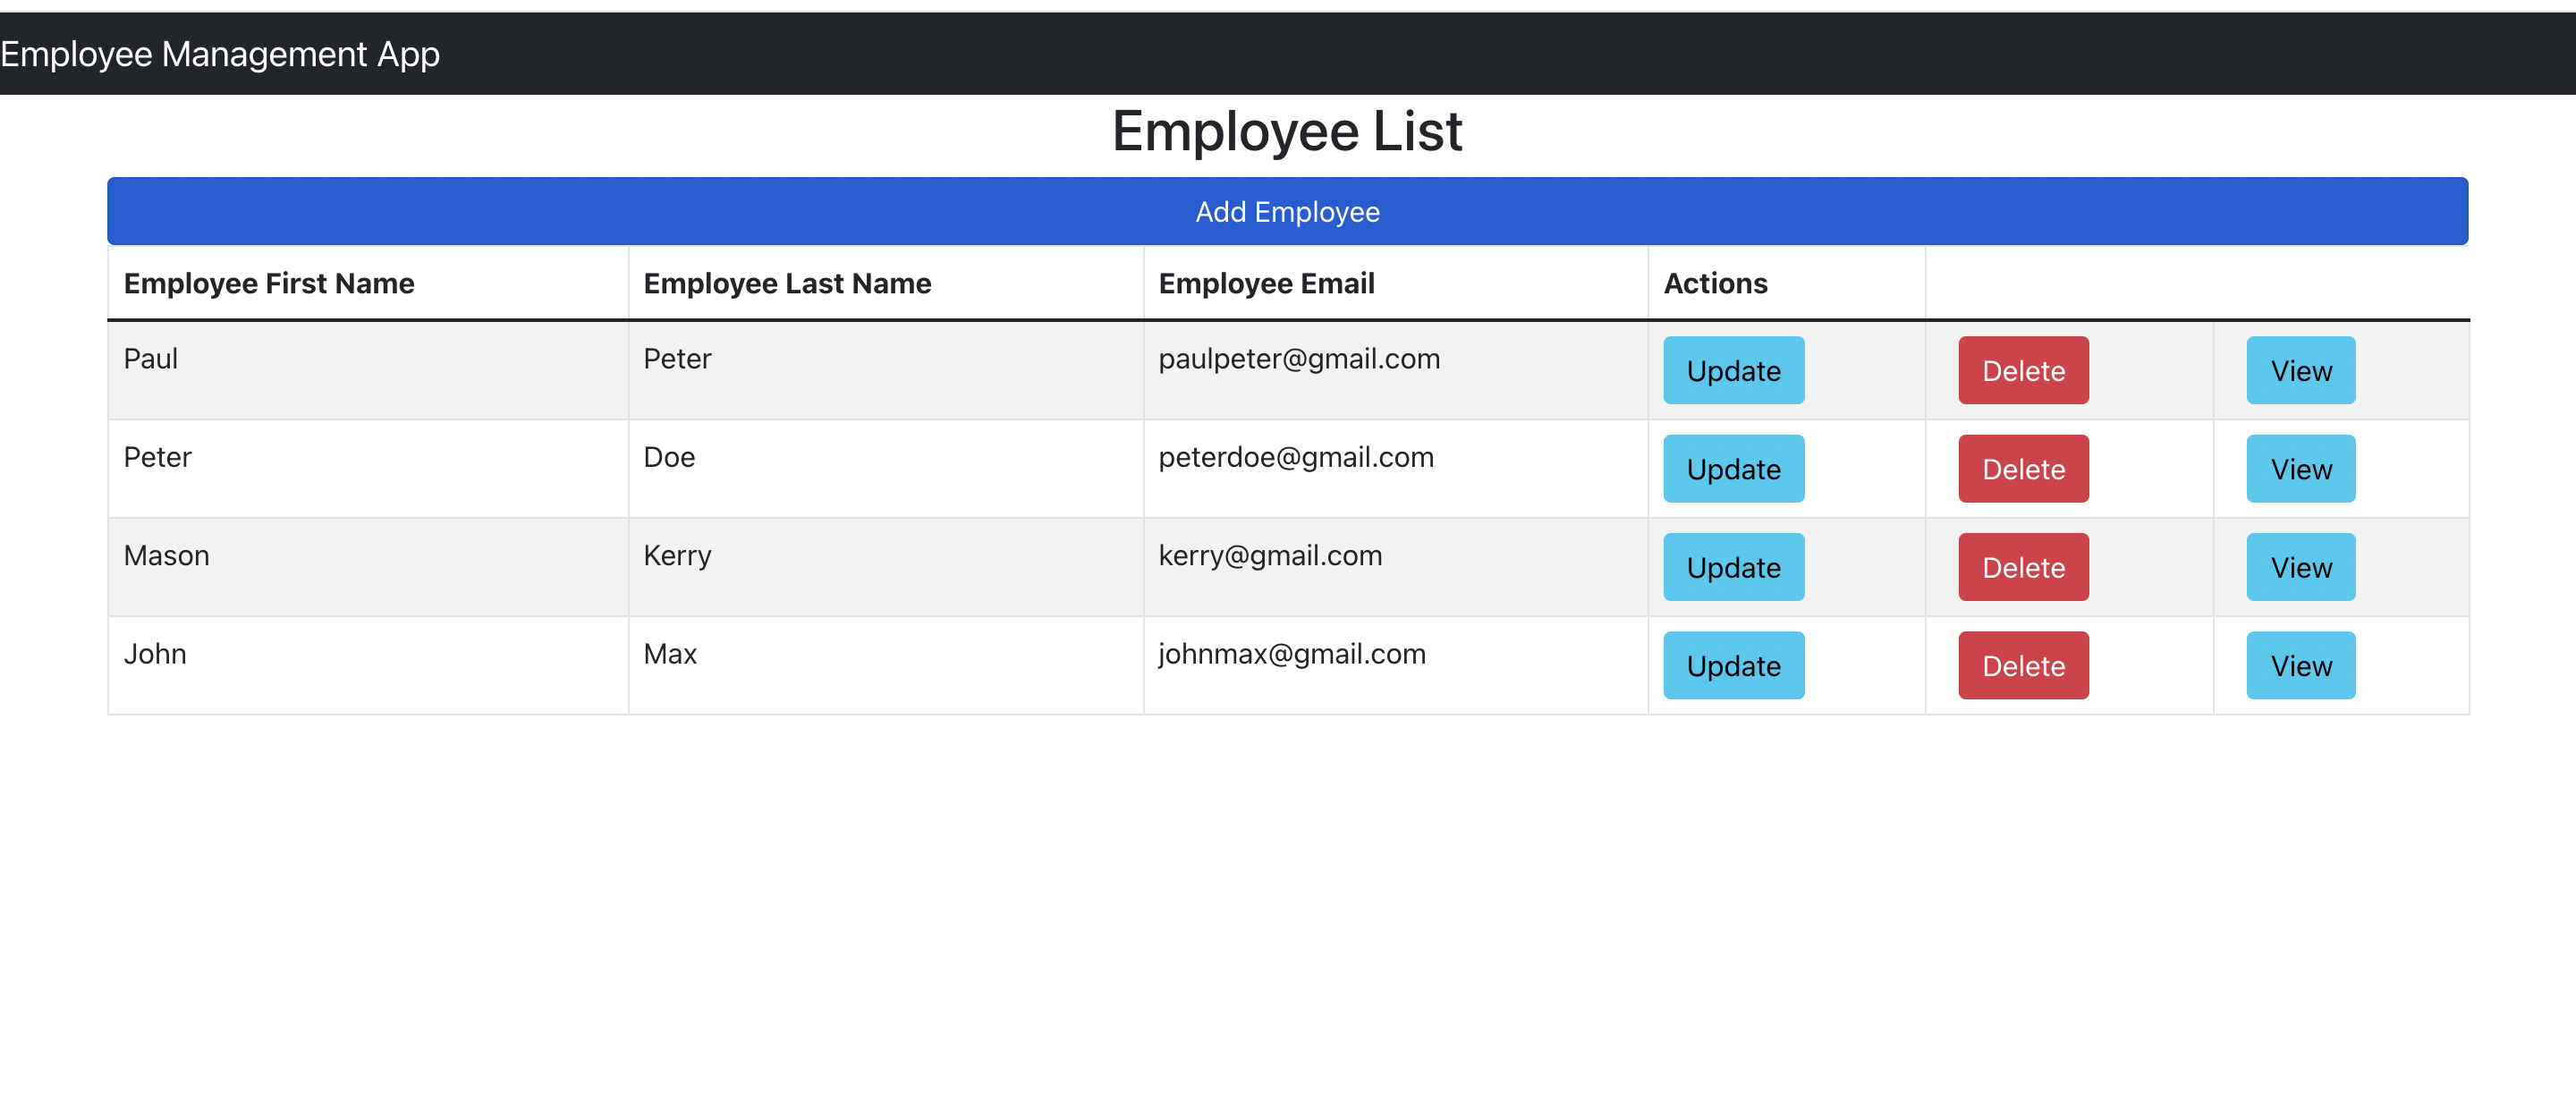 Employee Management App
Employee List
Add Employee
Employee First Name Employee Last Name Employee Email Actions
Paul Peter paulpeter@gmail.com Update Delete View
Peter Doe peterdoe@gmail.com Update Delete View
Mason Kerry kerry@gmail.com Update Delete View
John Max johnmax@gmail.com Update Delete View